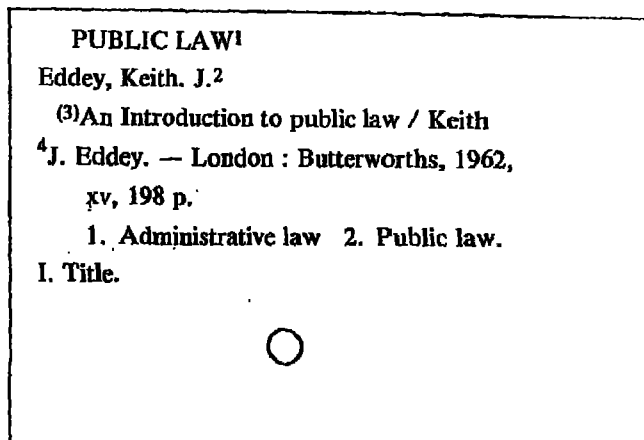 PUBLIC LAW¹
Eddey, Keith. J.²
⁽³⁾An Introduction to public law / Keith
⁴J. Eddey. — London : Butterworths, 1962,
xv, 198 p.
1. Administrative law 2. Public law.
I. Title.